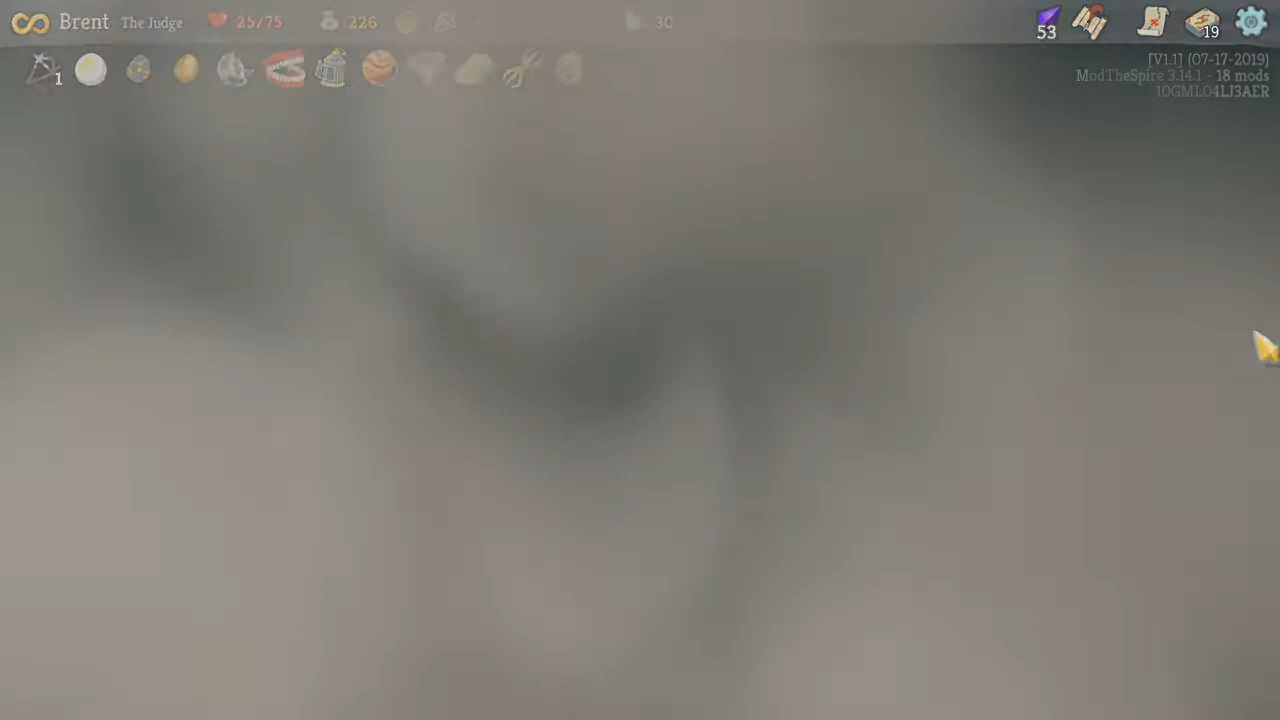 Brent The Judge 25/75 226 30 53 19
1
[V1.1] (07-17-2019)
ModTheSpire 3.14.1 - 18 mods
10GML04LJ3AER